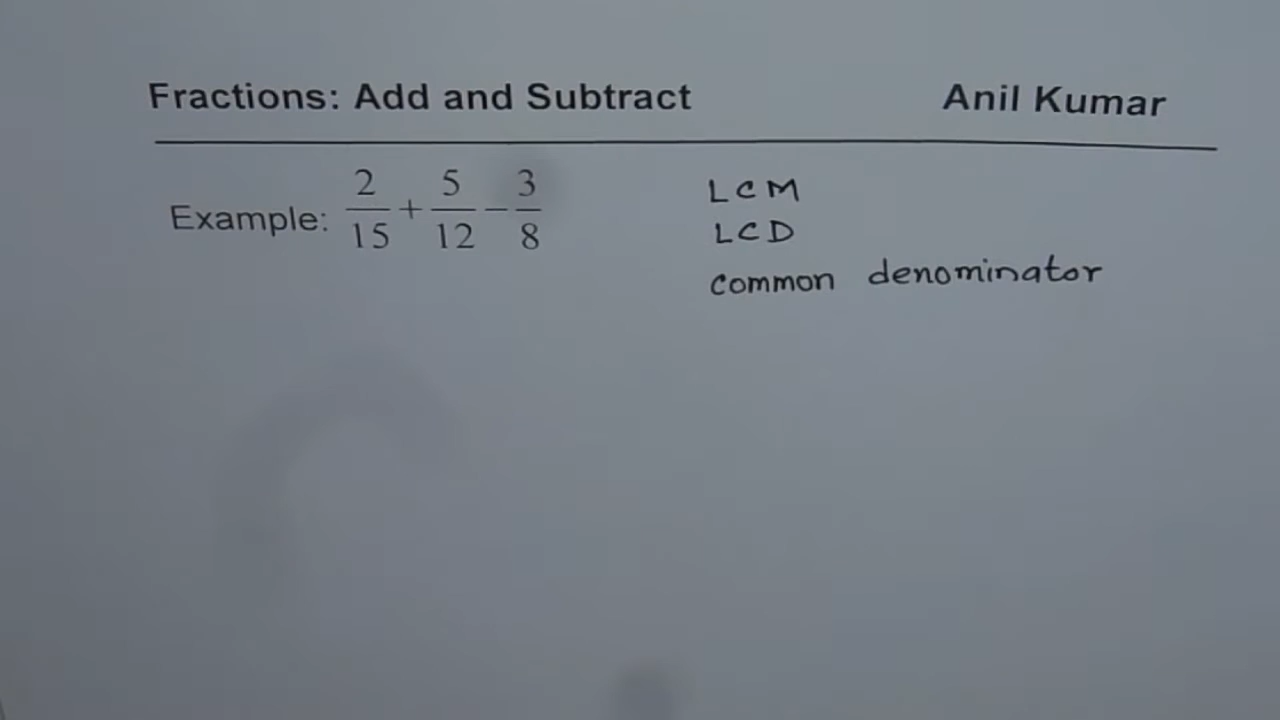 Fractions: Add and Subtract Anil Kumar
Example: 2/15 + 5/12 − 3/8
LCM
LCD
common denominator